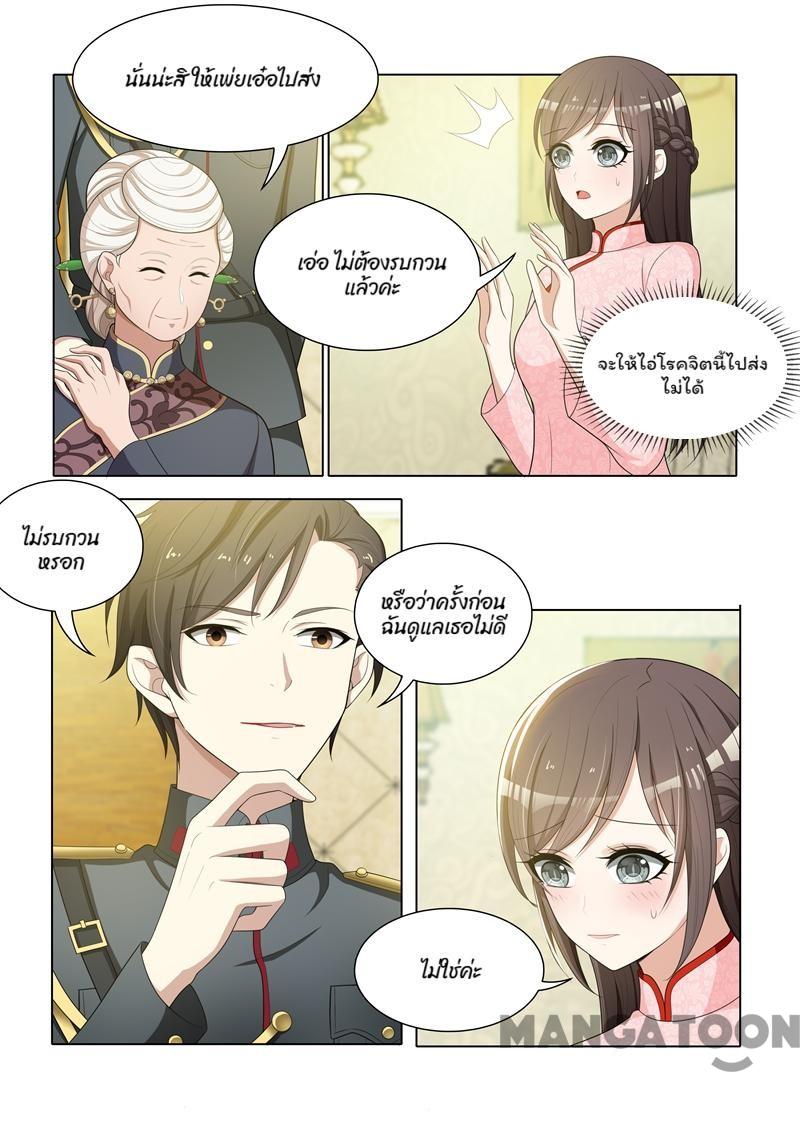 นั่นน่ะสิ ให้เพ่ยเอ๋อไปส่ง
เอ่อ ไม่ต้องรบกวน
แล้วค่ะ
จะให้ไอ่โรคจิตนี้ไปส่ง
ไม่ได้
ไม่รบกวน
หรอก
หรือว่าครั้งก่อน
ฉันดูแลเธอไม่ดี
ไม่ใช่ค่ะ
MANGATOON